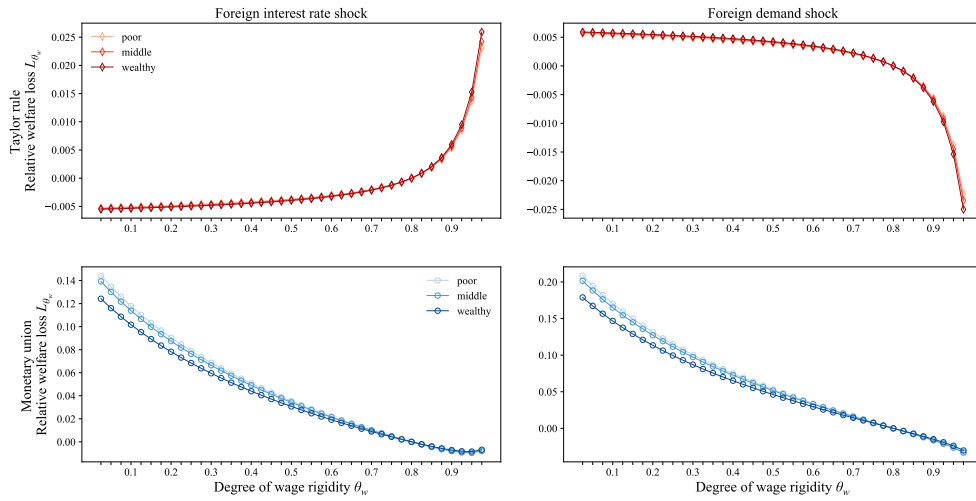 Foreign interest rate shock
Foreign demand shock
Taylor rule
Relative welfare loss L_{θ_w}
0.025
0.020
0.015
0.010
0.005
0.000
−0.005
poor
middle
wealthy
0.1 0.2 0.3 0.4 0.5 0.6 0.7 0.8 0.9
0.005
0.000
−0.005
−0.010
−0.015
−0.020
−0.025
0.1 0.2 0.3 0.4 0.5 0.6 0.7 0.8 0.9
Monetary union
Relative welfare loss L_{θ_w}
0.14
0.12
0.10
0.08
0.06
0.04
0.02
0.00
poor
middle
wealthy
0.1 0.2 0.3 0.4 0.5 0.6 0.7 0.8 0.9
Degree of wage rigidity θ_w
0.20
0.15
0.10
0.05
0.00
poor
middle
wealthy
0.1 0.2 0.3 0.4 0.5 0.6 0.7 0.8 0.9
Degree of wage rigidity θ_w